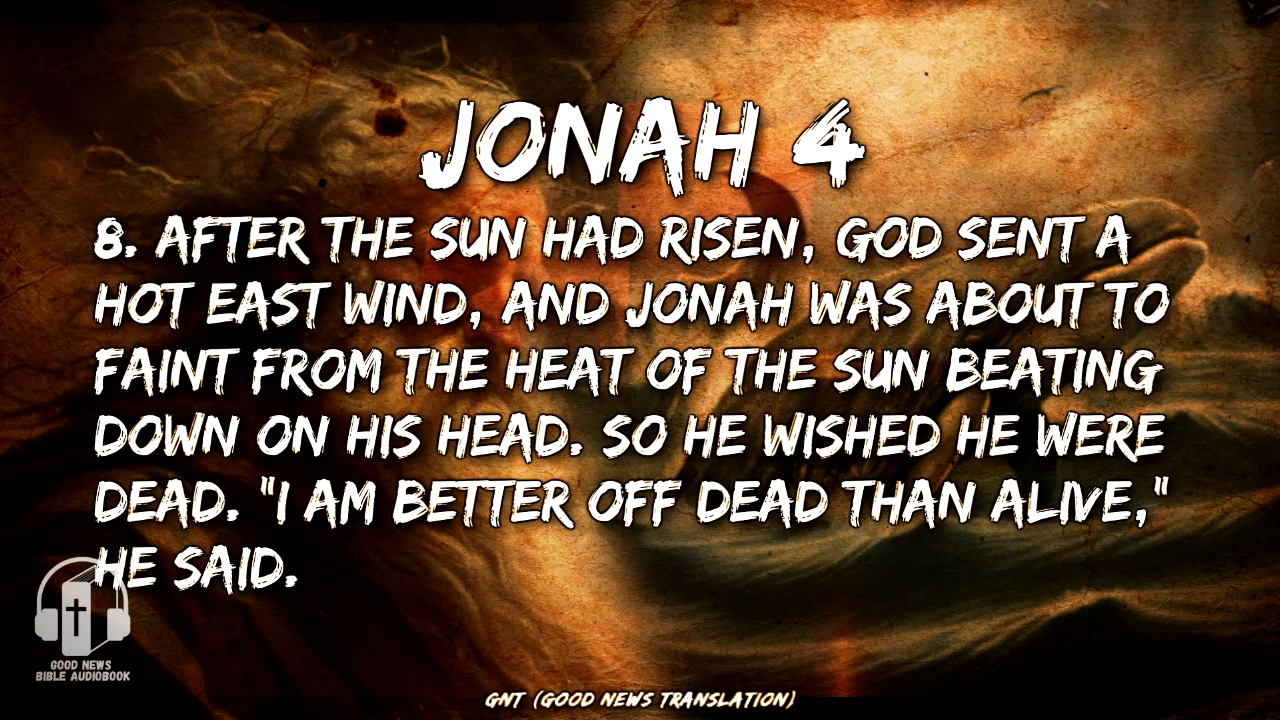 JONAH 4
8. AFTER THE SUN HAD RISEN, GOD SENT A
HOT EAST WIND, AND JONAH WAS ABOUT TO
FAINT FROM THE HEAT OF THE SUN BEATING
DOWN ON HIS HEAD. SO HE WISHED HE WERE
DEAD. "I AM BETTER OFF DEAD THAN ALIVE,"
HE SAID.
GOOD NEWS
BIBLE AUDIOBOOK
GNT (GOOD NEWS TRANSLATION)